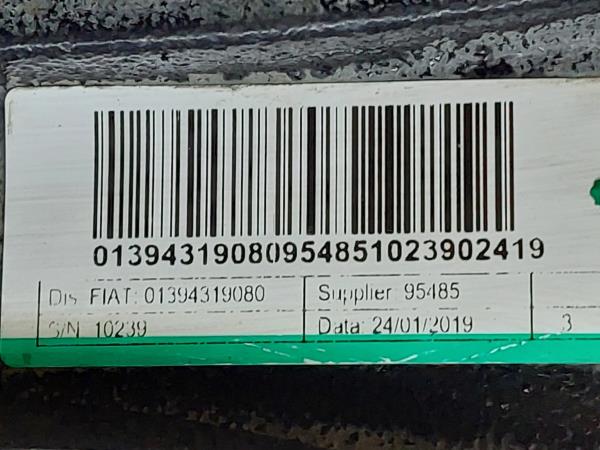 01394319080954851023902419
Dis. FIAT: 01394319080 Supplier: 95485
S/N 10239 Data: 24/01/2019 3